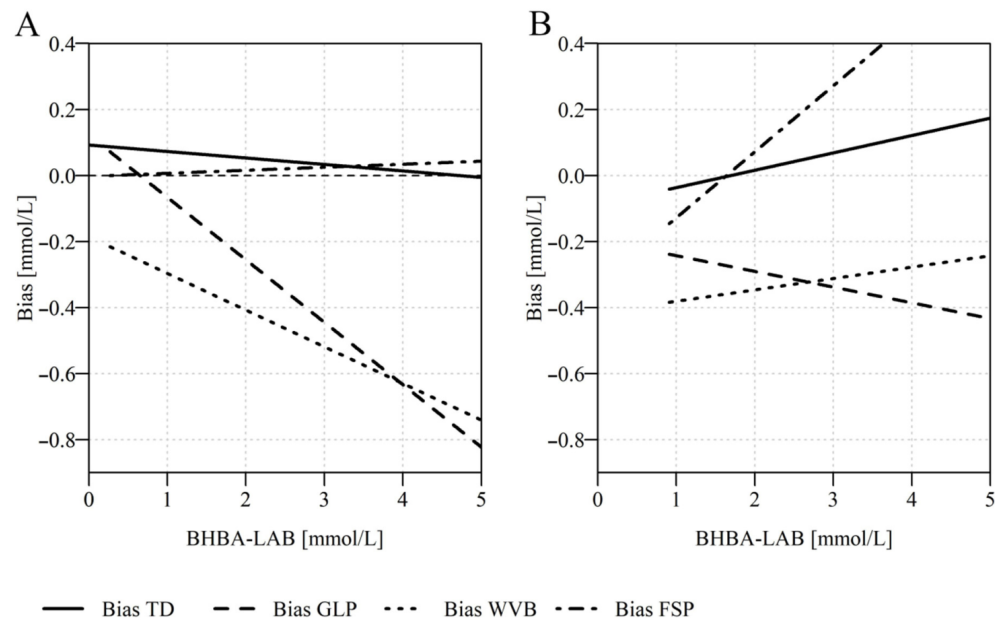 A
B
0.4
0.2
0.0
−0.2
−0.4
−0.6
−0.8
Bias [mmol/L]
0 1 2 3 4 5
BHBA-LAB [mmol/L]
0.4
0.2
0.0
−0.2
−0.4
−0.6
−0.8
Bias [mmol/L]
0 1 2 3 4 5
BHBA-LAB [mmol/L]
Bias TD Bias GLP Bias WVB Bias FSP